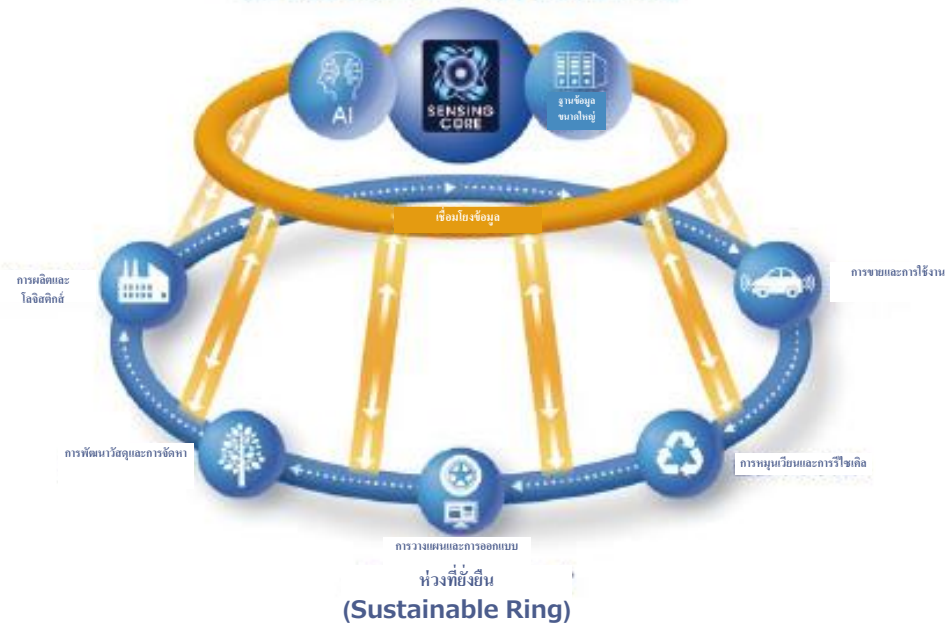 AI
SENSING
CORE
ฐานข้อมูล
ขนาดใหญ่
เชื่อมโยงข้อมูล
การผลิตและ
โลจิสติกส์
การขายและการใช้งาน
การพัฒนาวัสดุและการจัดหา
การหมุนเวียนและการรีไซเคิล
การวางแผนและการออกแบบ
ห่วงที่ยั่งยืน
(Sustainable Ring)